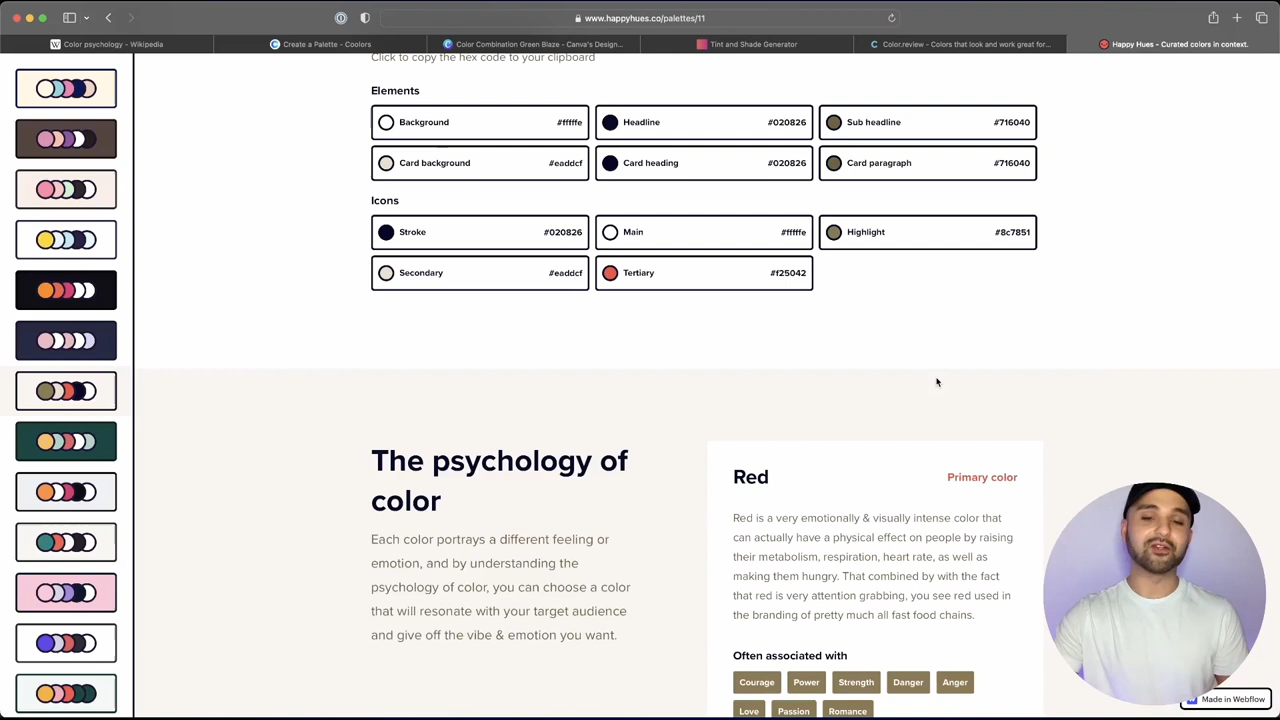 www.happyhues.co/palettes/11
W Color psychology - Wikipedia
Create a Palette - Coolors
Color Combination Green Blaze - Canva's Design...
Tint and Shade Generator
Color.review - Colors that look and work great for...
Happy Hues - Curated colors in context.
Click to copy the hex code to your clipboard
Elements
Background #fffffe
Headline #020826
Sub headline #716040
Card background #eaddcf
Card heading #020826
Card paragraph #716040
Icons
Stroke #020826
Main #fffffe
Highlight #8c7851
Secondary #eaddcf
Tertiary #f25042
The psychology of
color
Each color portrays a different feeling or
emotion, and by understanding the
psychology of color, you can choose a color
that will resonate with your target audience
and give off the vibe & emotion you want.
Red
Primary color
Red is a very emotionally & visually intense color that
can actually have a physical effect on people by raising
their metabolism, respiration, heart rate, as well as
making them hungry. That combined by with the fact
that red is very attention grabbing, you see red used in
the branding of pretty much all fast food chains.
Often associated with
Courage Power Strength Danger Anger
Love Passion Romance
Made in Webflow